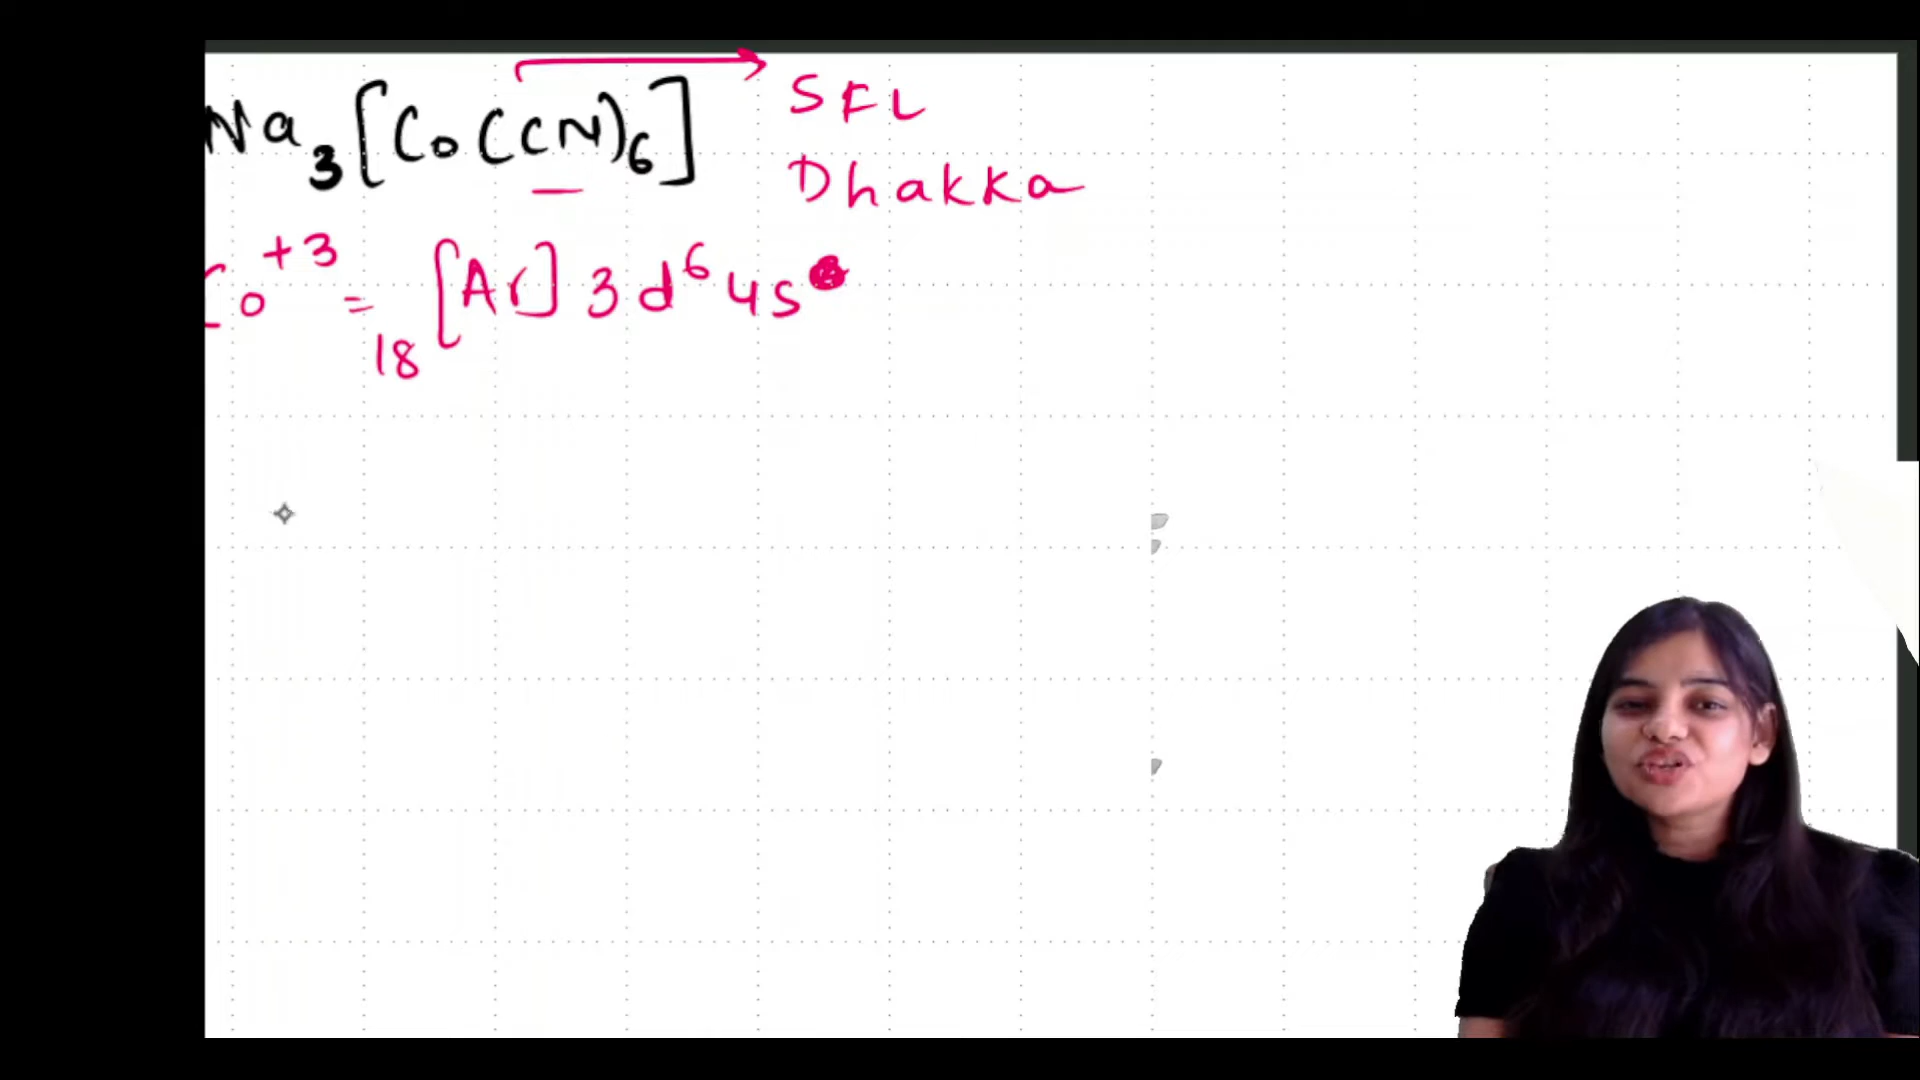 Na3[Co(CN)6] SFL
Dhakka
Co+3 = 18[Ar] 3d6 4s